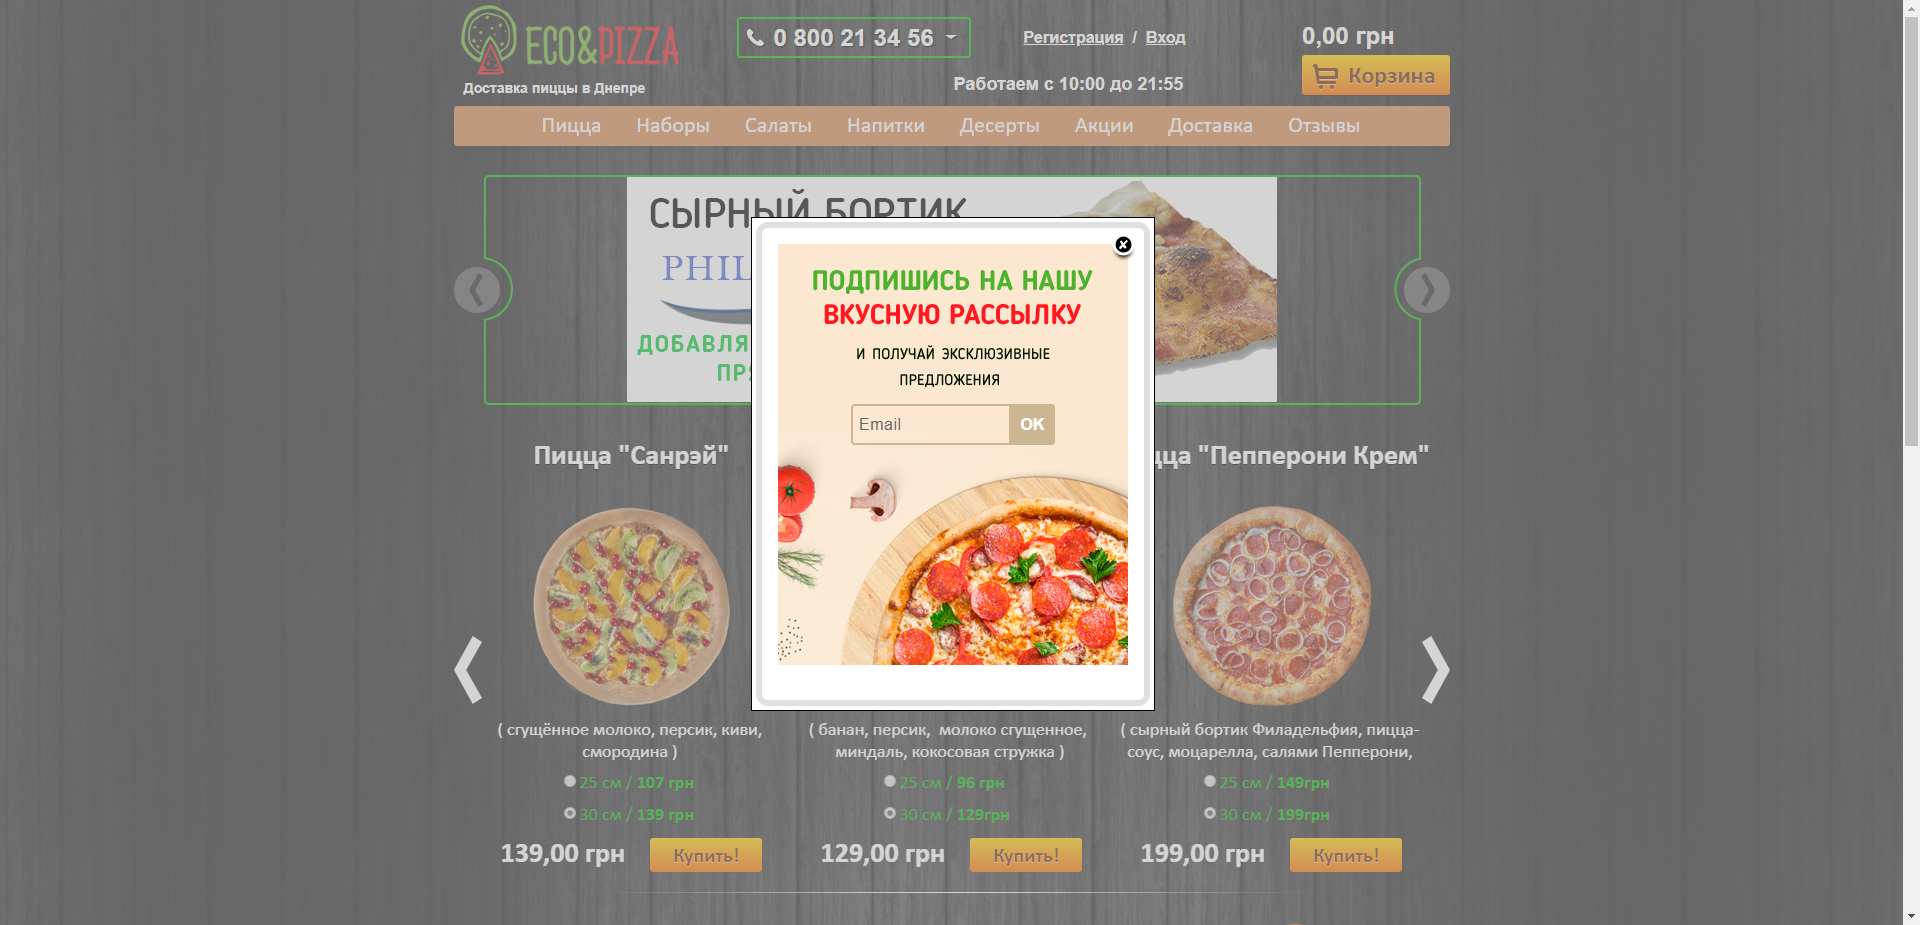 ECO&PIZZA
Доставка пиццы в Днепре
0 800 21 34 56
Регистрация / Вход
Работаем с 10:00 до 21:55
0,00 грн
Корзина
Пицца Наборы Салаты Напитки Десерты Акции Доставка Отзывы
СЫРНЫЙ БОРТИК
ПОДПИШИСЬ НА НАШУ
ВКУСНУЮ РАССЫЛКУ
И ПОЛУЧАЙ ЭКСКЛЮЗИВНЫЕ
ПРЕДЛОЖЕНИЯ
Email OK
Пицца "Санрэй"
"Пепперони Крем"
( сгущённое молоко, персик, киви,
смородина )
25 см / 107 грн
30 см / 139 грн
139,00 грн Купить!
( банан, персик, молоко сгущенное,
миндаль, кокосовая стружка )
25 см / 96 грн
30 см / 129грн
129,00 грн Купить!
( сырный бортик Филадельфия, пицца-
соус, моцарелла, салями Пепперони,
25 см / 149грн
30 см / 199грн
199,00 грн Купить!